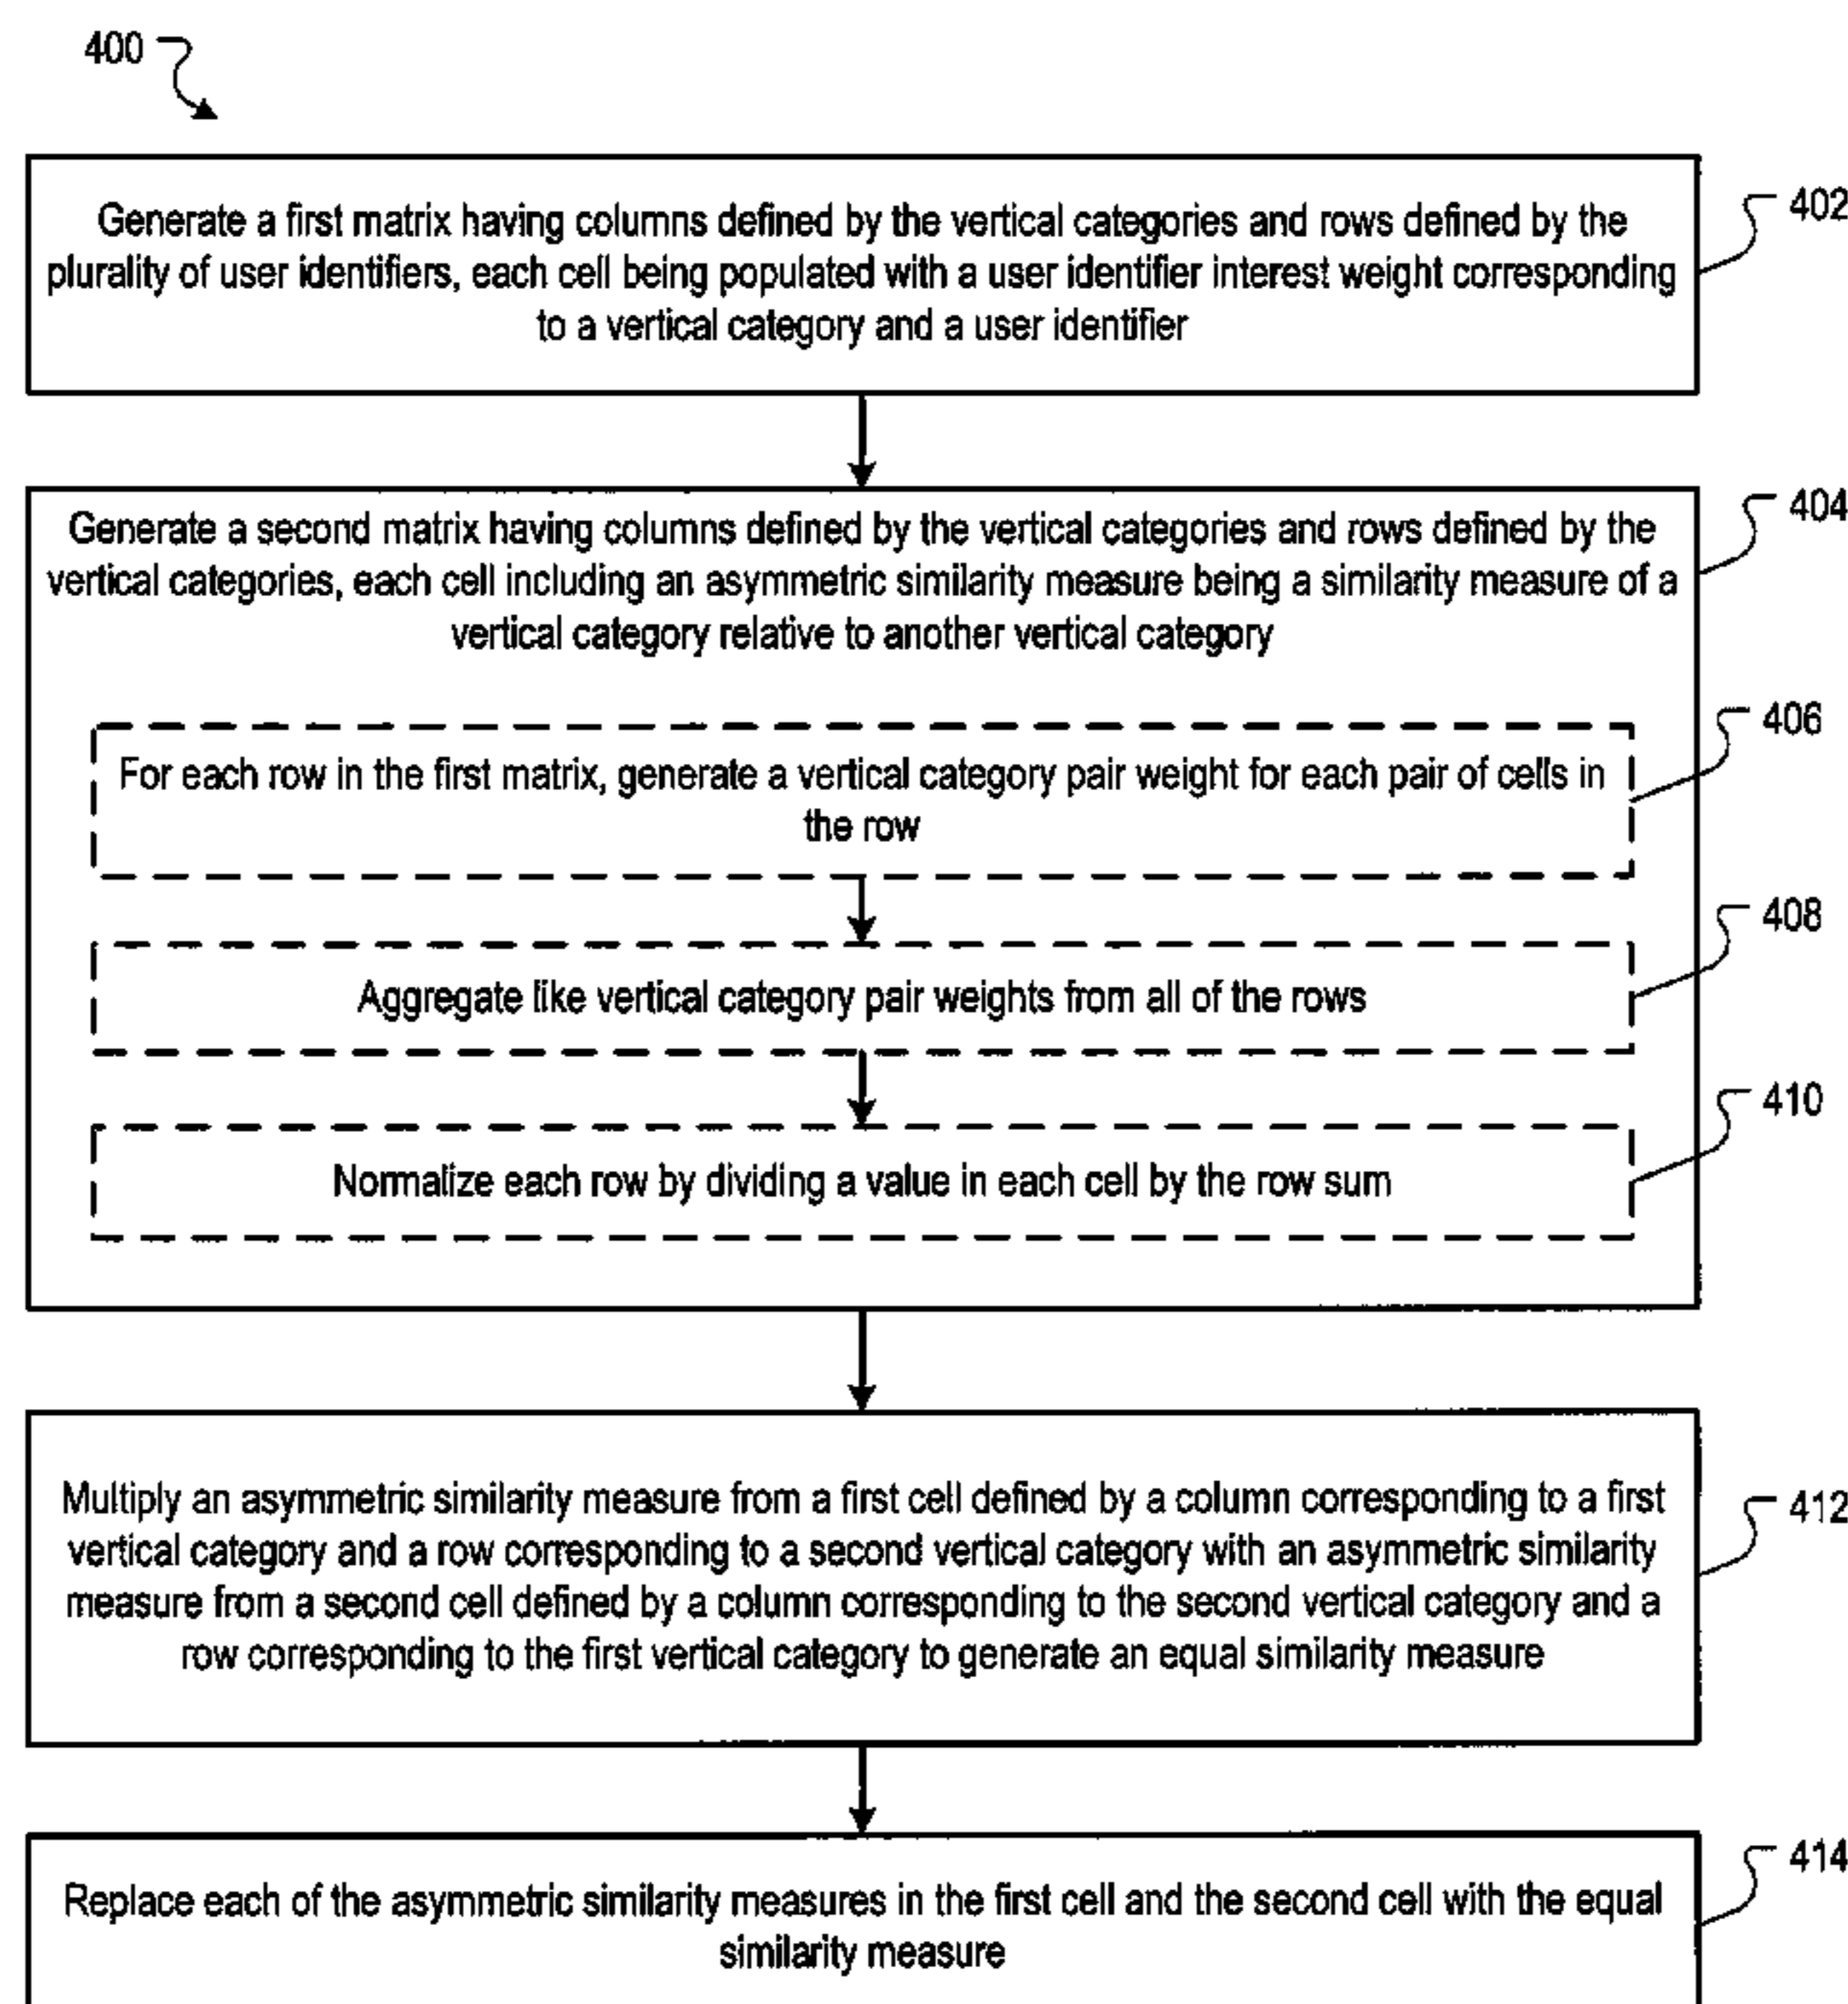 400
Generate a first matrix having columns defined by the vertical categories and rows defined by the
plurality of user identifiers, each cell being populated with a user identifier interest weight corresponding
to a vertical category and a user identifier
402
Generate a second matrix having columns defined by the vertical categories and rows defined by the
vertical categories, each cell including an asymmetric similarity measure being a similarity measure of a
vertical category relative to another vertical category
404
For each row in the first matrix, generate a vertical category pair weight for each pair of cells in
the row
406
Aggregate like vertical category pair weights from all of the rows
408
Normalize each row by dividing a value in each cell by the row sum
410
Multiply an asymmetric similarity measure from a first cell defined by a column corresponding to a first
vertical category and a row corresponding to a second vertical category with an asymmetric similarity
measure from a second cell defined by a column corresponding to the second vertical category and a
row corresponding to the first vertical category to generate an equal similarity measure
412
Replace each of the asymmetric similarity measures in the first cell and the second cell with the equal
similarity measure
414